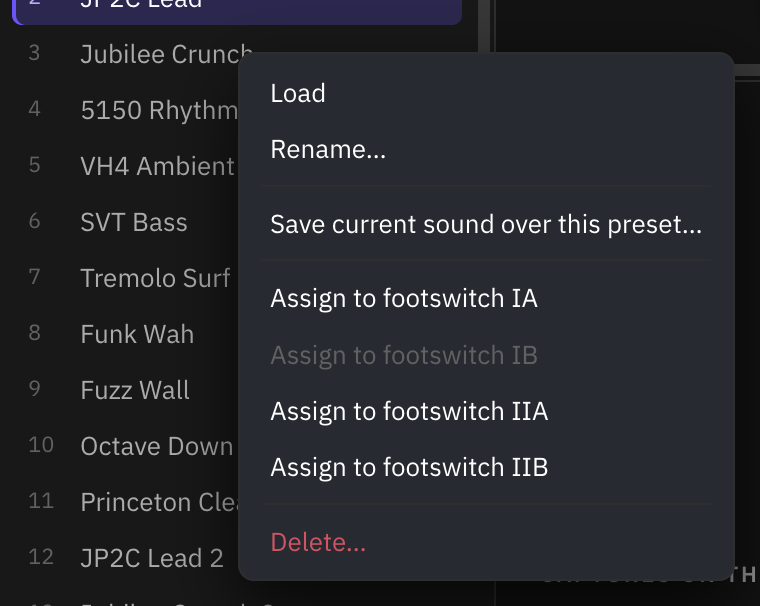 2 JP2C Lead
3 Jubilee Crunch
4 5150 Rhythm
5 VH4 Ambient
6 SVT Bass
7 Tremolo Surf
8 Funk Wah
9 Fuzz Wall
10 Octave Down
11 Princeton Clea
12 JP2C Lead 2
Load
Rename...
Save current sound over this preset...
Assign to footswitch IA
Assign to footswitch IB
Assign to footswitch IIA
Assign to footswitch IIB
Delete...